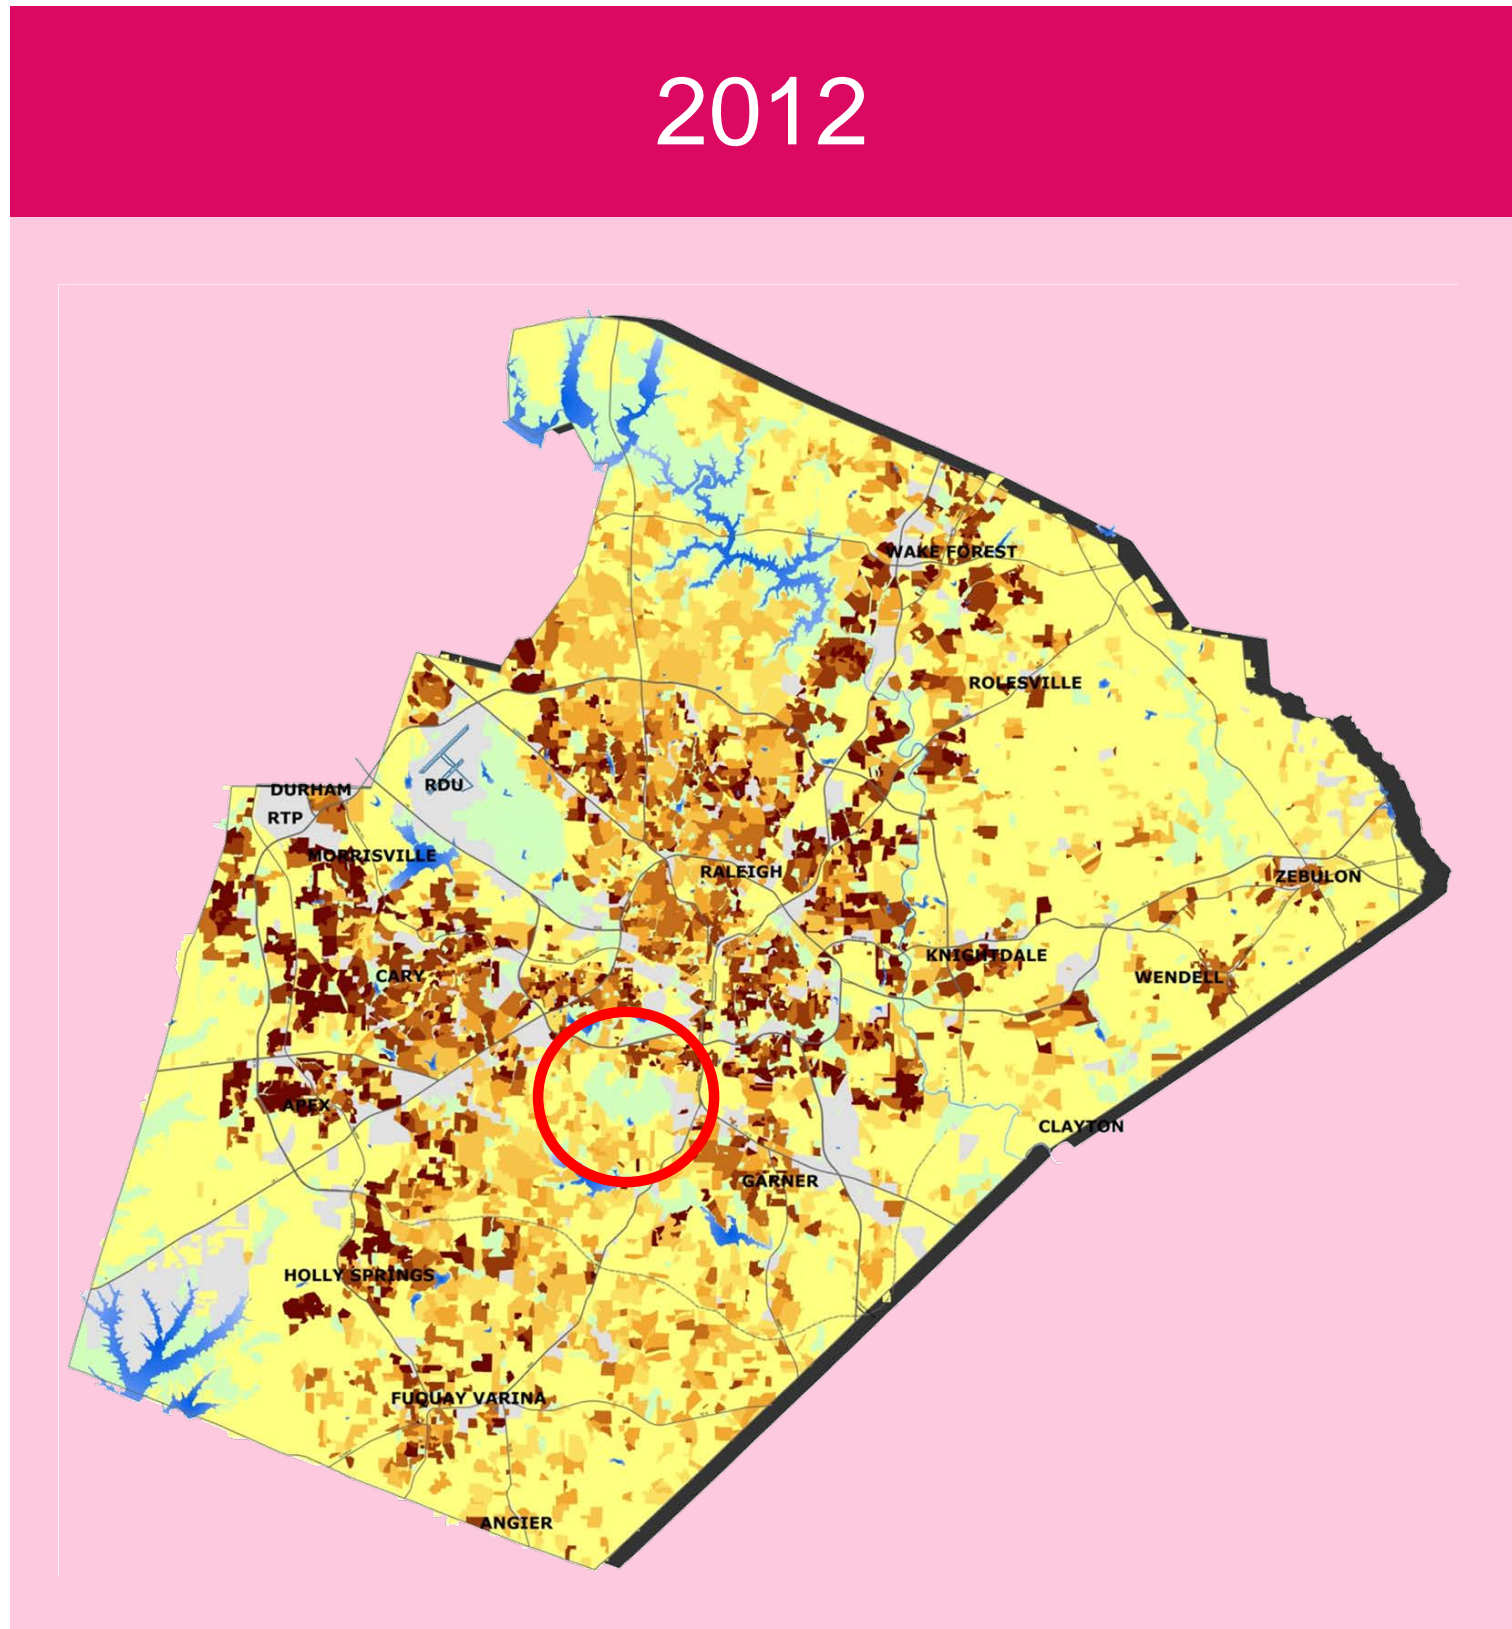 2012
WAKE FOREST
ROLESVILLE
DURHAM
RDU
RTP
MORRISVILLE
RALEIGH
ZEBULON
KNIGHTDALE
CARY
WENDELL
APEX
CLAYTON
GARNER
HOLLY SPRINGS
FUQUAY VARINA
ANGIER